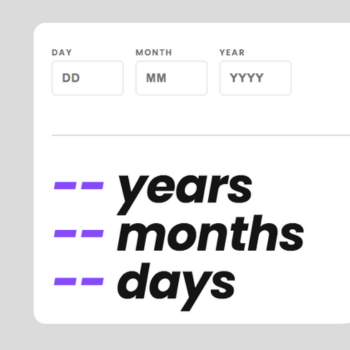 DAY MONTH YEAR
DD MM YYYY
-- years
-- months
-- days